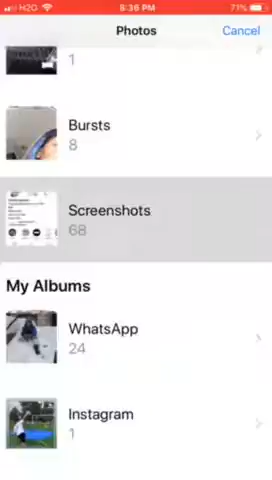 H2O 8:36 PM 71%
Photos Cancel
1
Bursts
8
Screenshots
68
My Albums
WhatsApp
24
Instagram
1